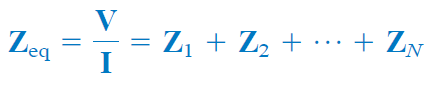 Z_eq = V/I = Z_1 + Z_2 + ⋯ + Z_N